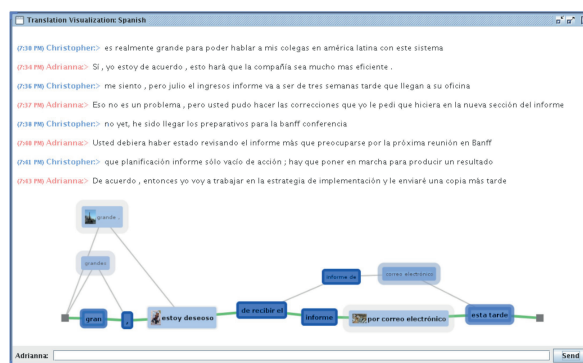 Translation Visualization: Spanish
(7:30 PM) Christopher:> es realmente grande para poder hablar a mis colegas en américa latina con este sistema
(7:34 PM) Adrianna:> Sí , yo estoy de acuerdo , esto hará que la compañía sea mucho mas eficiente .
(7:36 PM) Christopher:> me siento , pero julio el ingresos informe va a ser de tres semanas tarde que llegan a su oficina
(7:37 PM) Adrianna:> Eso no es un problema , pero usted pudo hacer las correcciones que yo le pedi que hiciera en la nueva sección del informe
(7:38 PM) Christopher:> no yet, he sido llegar los preparativos para la banff conferencia
(7:40 PM) Adrianna:> Usted debiera haber estado revisando el informe màs que preocuparse por la pròxima reuniòn en Banff
(7:41 PM) Christopher:> que planificación informe sólo vacío de acción ; hay que poner en marcha para producir un resultado
(7:43 PM) Adrianna:> De acuerdo , entonces yo voy a trabajar en la estrategia de implementaciòn y le enviaré una copia màs tarde
grande .
grandes
gran
,
estoy deseoso
de recibir el
informe de
informe
correo electrónico
por correo electrónico
esta tarde
Adrianna:
Send